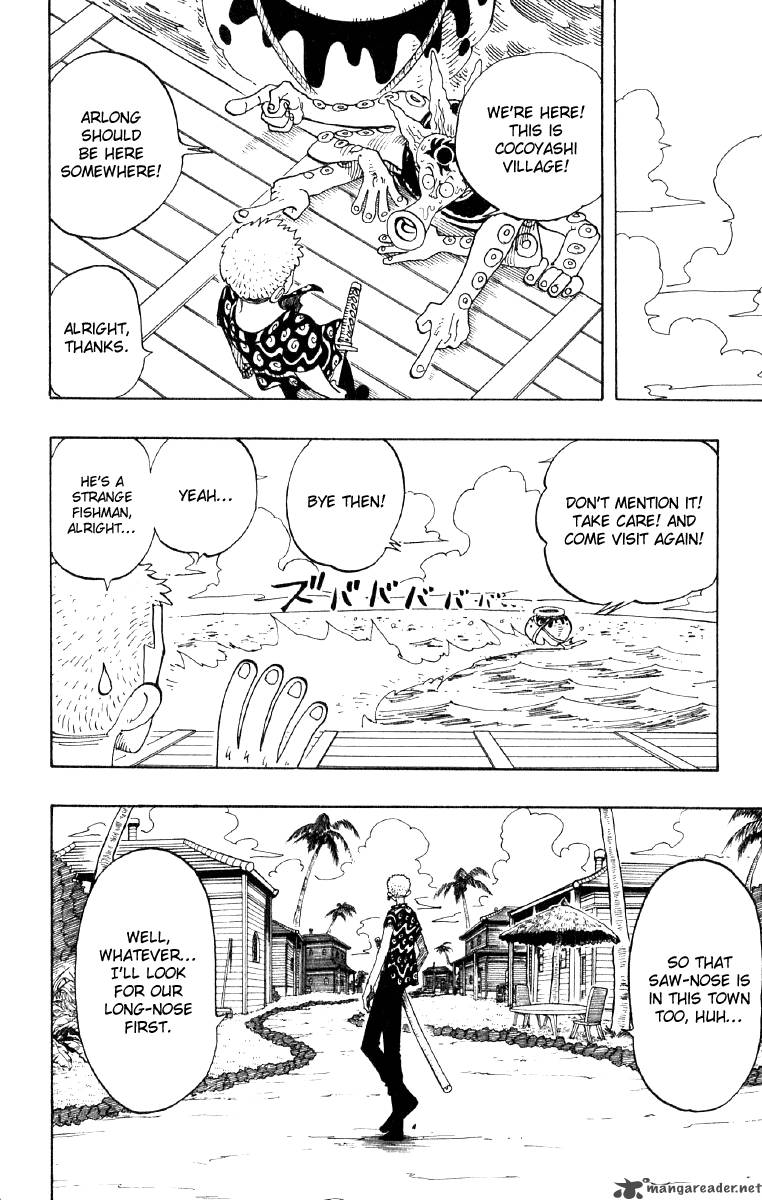 WE'RE HERE!
THIS IS
COCOYASHI
VILLAGE!
ARLONG
SHOULD
BE HERE
SOMEWHERE!
ALRIGHT,
THANKS.
DON'T MENTION IT!
TAKE CARE! AND
COME VISIT AGAIN!
BYE THEN!
YEAH...
HE'S A
STRANGE
FISHMAN,
ALRIGHT...
ズババババババ
SO THAT
SAW-NOSE IS
IN THIS TOWN
TOO, HUH...
WELL,
WHATEVER...
I'LL LOOK
FOR OUR
LONG-NOSE
FIRST.
mangareader.net